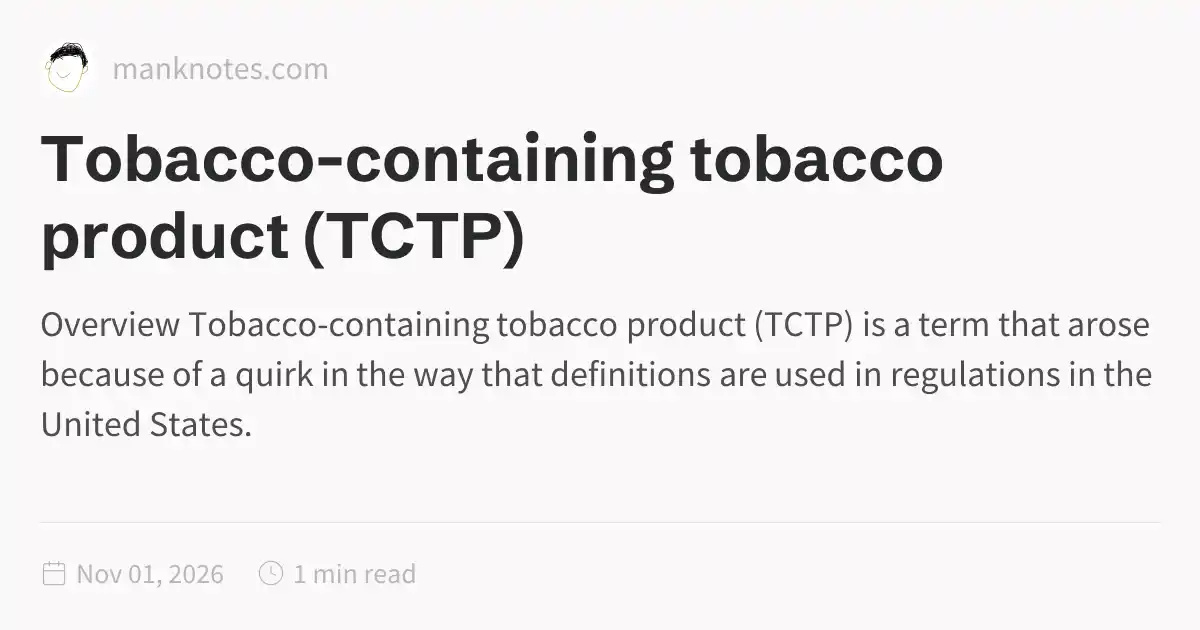 manknotes.com
Tobacco-containing tobacco
product (TCTP)
Overview Tobacco-containing tobacco product (TCTP) is a term that arose
because of a quirk in the way that definitions are used in regulations in the
United States.
Nov 01, 2026 1 min read